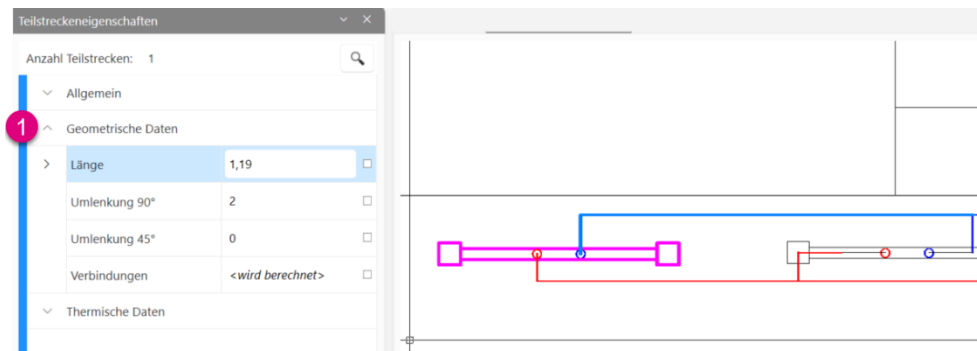 Teilstreckeneigenschaften
Anzahl Teilstrecken: 1
Allgemein
1
Geometrische Daten
Länge 1,19
Umlenkung 90° 2
Umlenkung 45° 0
Verbindungen <wird berechnet>
Thermische Daten